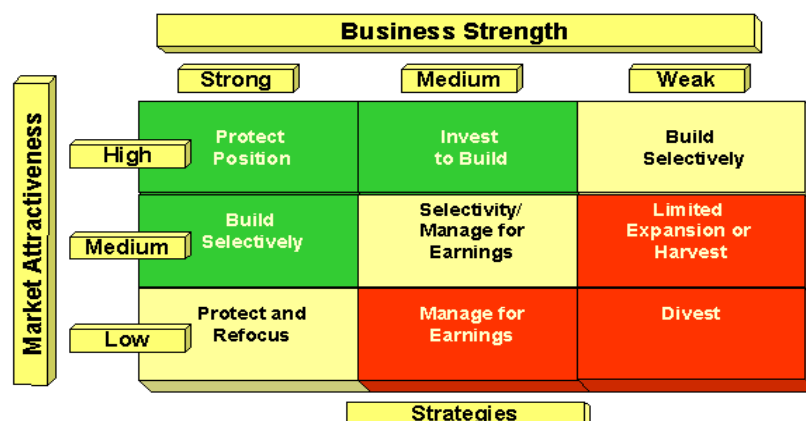 Business Strength
Strong
Medium
Weak
Market Attractiveness
High
Protect
Position
Invest
to Build
Build
Selectively
Medium
Build
Selectively
Selectivity/
Manage for
Earnings
Limited
Expansion or
Harvest
Low
Protect and
Refocus
Manage for
Earnings
Divest
Strategies